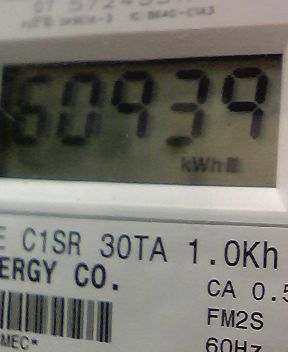 60939
kWh
E C1SR 30TA 1.0Kh
ERGY CO.
CA 0.5
FM2S
60Hz
MEC*